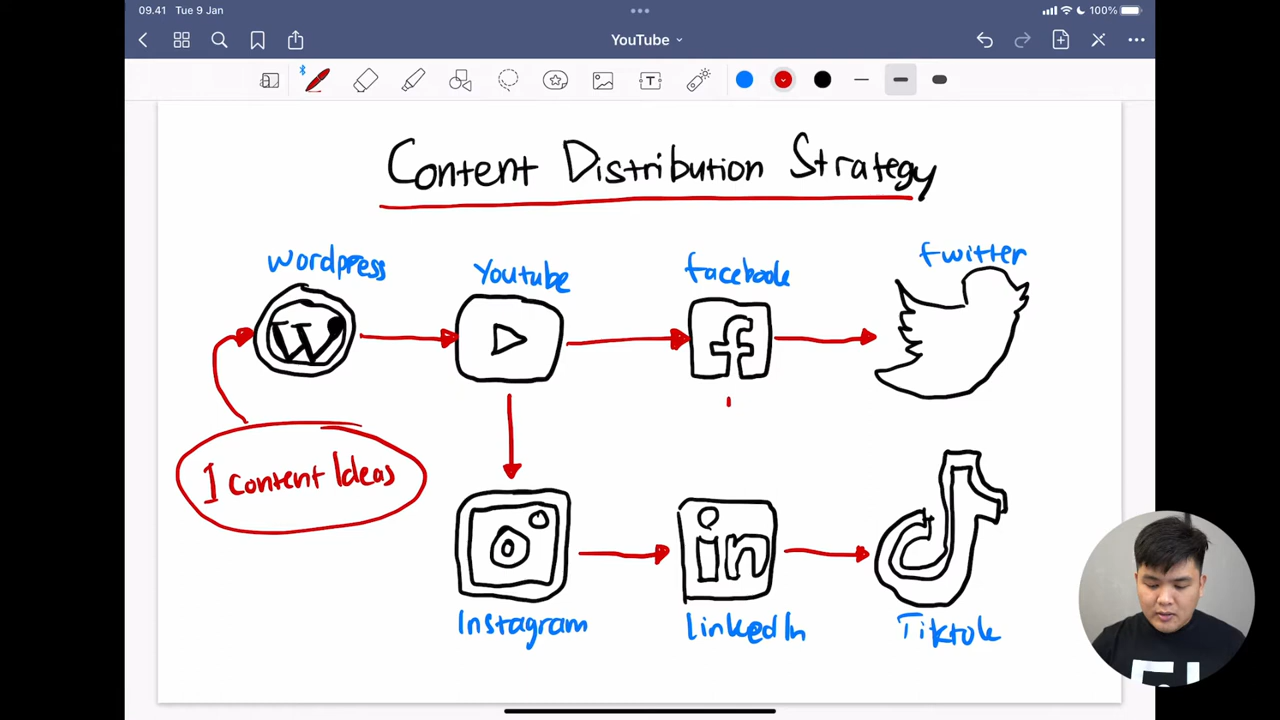 09.41 Tue 9 Jan
100%
YouTube
Content Distribution Strategy
Wordpress
Youtube
facebook
twitter
1 Content Ideas
Instagram
linkedIn
Tiktok